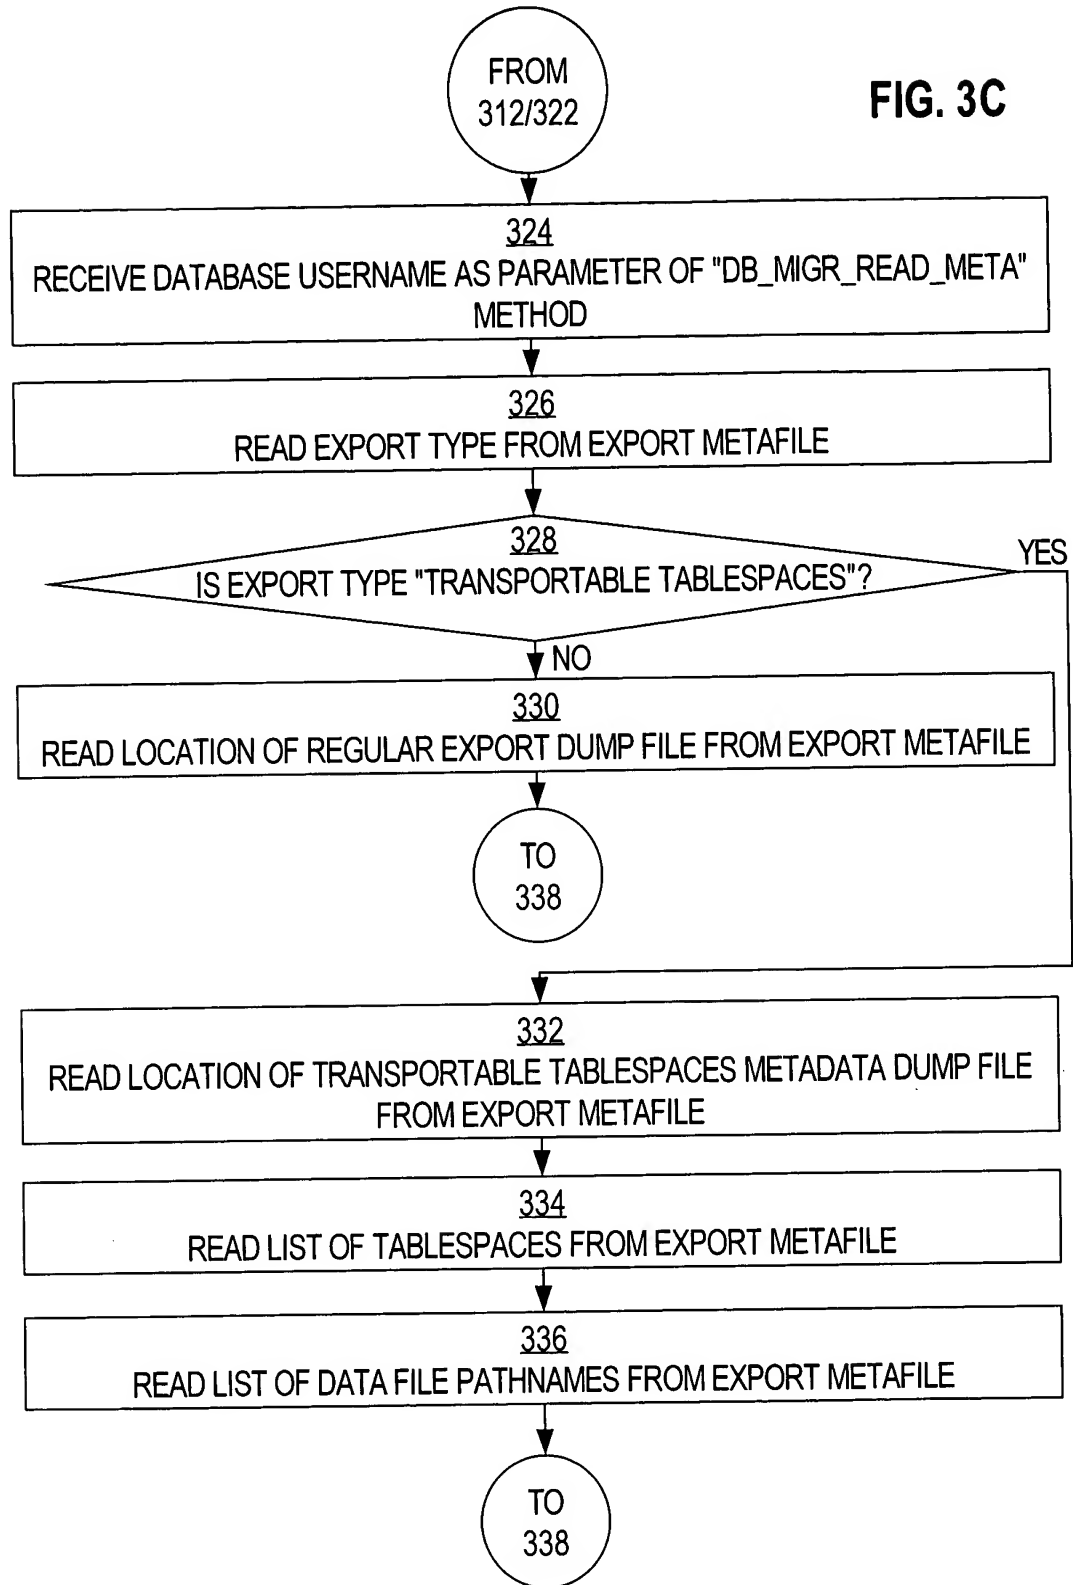 FROM
312/322
FIG. 3C
324
RECEIVE DATABASE USERNAME AS PARAMETER OF "DB_MIGR_READ_META"
METHOD
326
READ EXPORT TYPE FROM EXPORT METAFILE
328
IS EXPORT TYPE "TRANSPORTABLE TABLESPACES"?
YES
NO
330
READ LOCATION OF REGULAR EXPORT DUMP FILE FROM EXPORT METAFILE
TO
338
332
READ LOCATION OF TRANSPORTABLE TABLESPACES METADATA DUMP FILE
FROM EXPORT METAFILE
334
READ LIST OF TABLESPACES FROM EXPORT METAFILE
336
READ LIST OF DATA FILE PATHNAMES FROM EXPORT METAFILE
TO
338